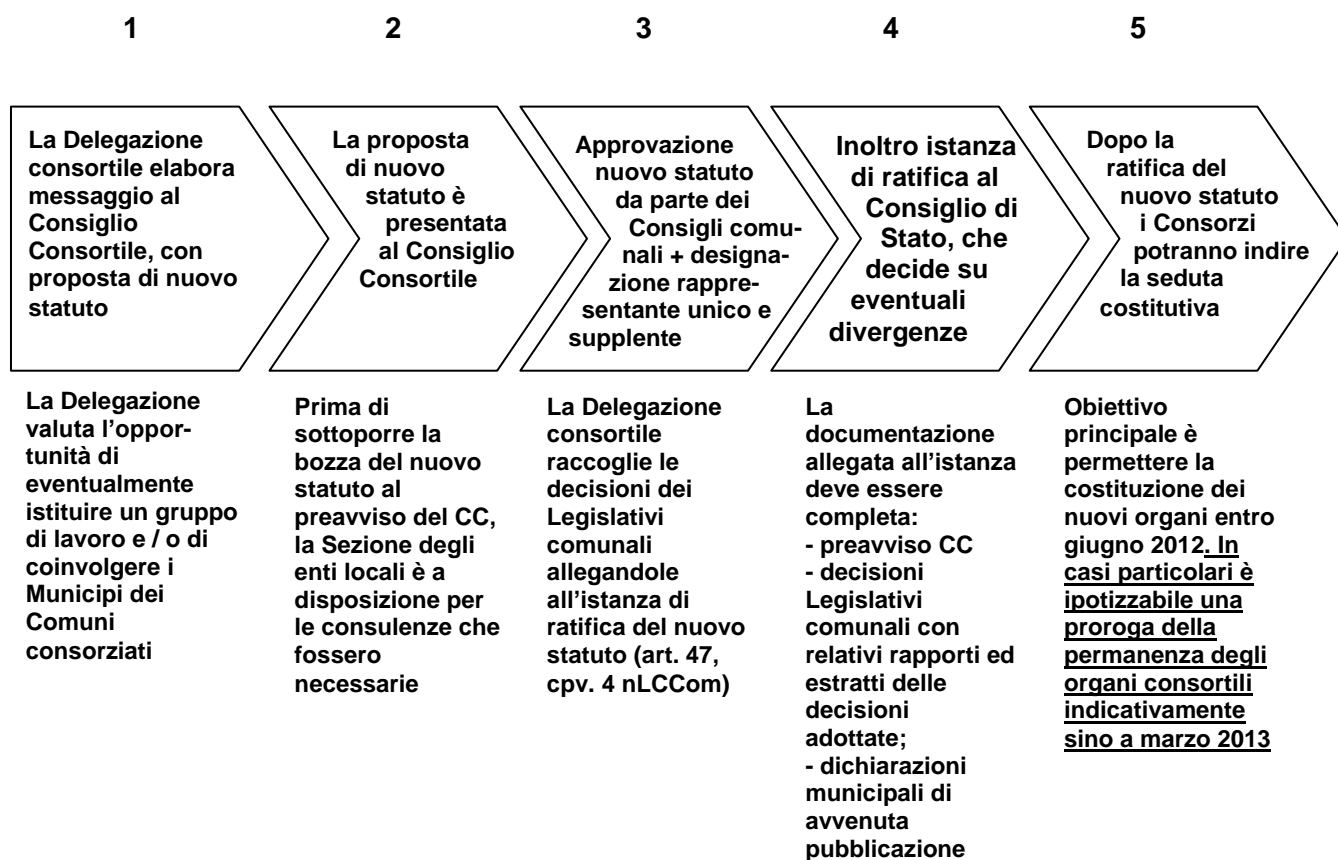 1 2 3 4 5
La Delegazione
consortile elabora
messaggio al
Consiglio
Consortile, con
proposta di nuovo
statuto
La proposta
di nuovo
statuto è
presentata
al Consiglio
Consortile
Approvazione
nuovo statuto
da parte dei
Consigli comu-
nali + designa-
zione rappre-
sentante unico e
supplente
Inoltro istanza
di ratifica al
Consiglio di
Stato, che
decide su
eventuali
divergenze
Dopo la
ratifica del
nuovo statuto
i Consorzi
potranno indire
la seduta
costitutiva
La Delegazione
valuta l’oppor-
tunità di
eventualmente
istituire un gruppo
di lavoro e / o di
coinvolgere i
Municipi dei
Comuni
consorziati
Prima di
sottoporre la
bozza del nuovo
statuto al
preavviso del CC,
la Sezione degli
enti locali è a
disposizione per
le consulenze che
fossero
necessarie
La Delegazione
consortile
raccoglie le
decisioni dei
Legislativi
comunali
allegandole
all’istanza di
ratifica del nuovo
statuto (art. 47,
cpv. 4 nLCCom)
La
documentazione
allegata all’istanza
deve essere
completa:
- preavviso CC
- decisioni
Legislativi
comunali con
relativi rapporti ed
estratti delle
decisioni
adottate;
- dichiarazioni
municipali di
avvenuta
pubblicazione
Obiettivo
principale è
permettere la
costituzione dei
nuovi organi entro
giugno 2012. In
casi particolari è
ipotizzabile una
proroga della
permanenza degli
organi consortili
indicativamente
sino a marzo 2013